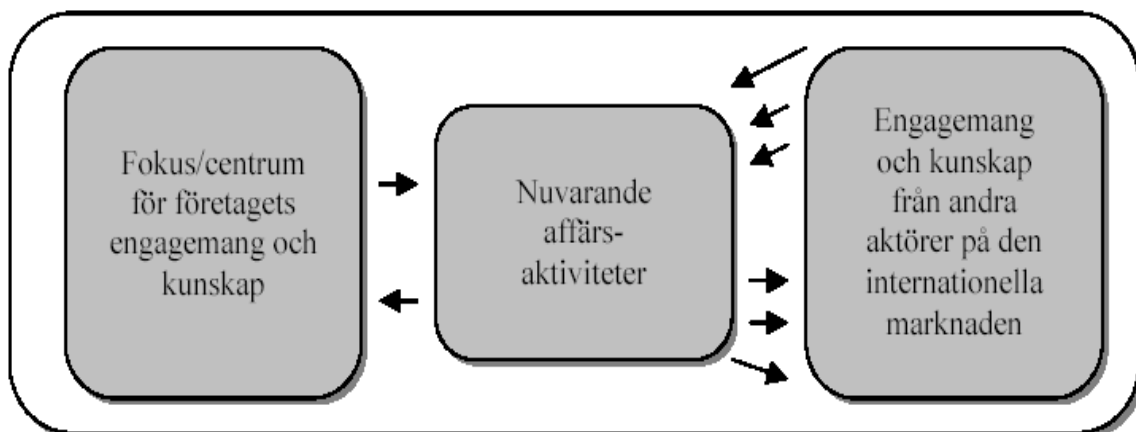 Fokus/centrum
för företagets
engagemang och
kunskap
Nuvarande
affärs-
aktiviteter
Engagemang
och kunskap
från andra
aktörer på den
internationella
marknaden